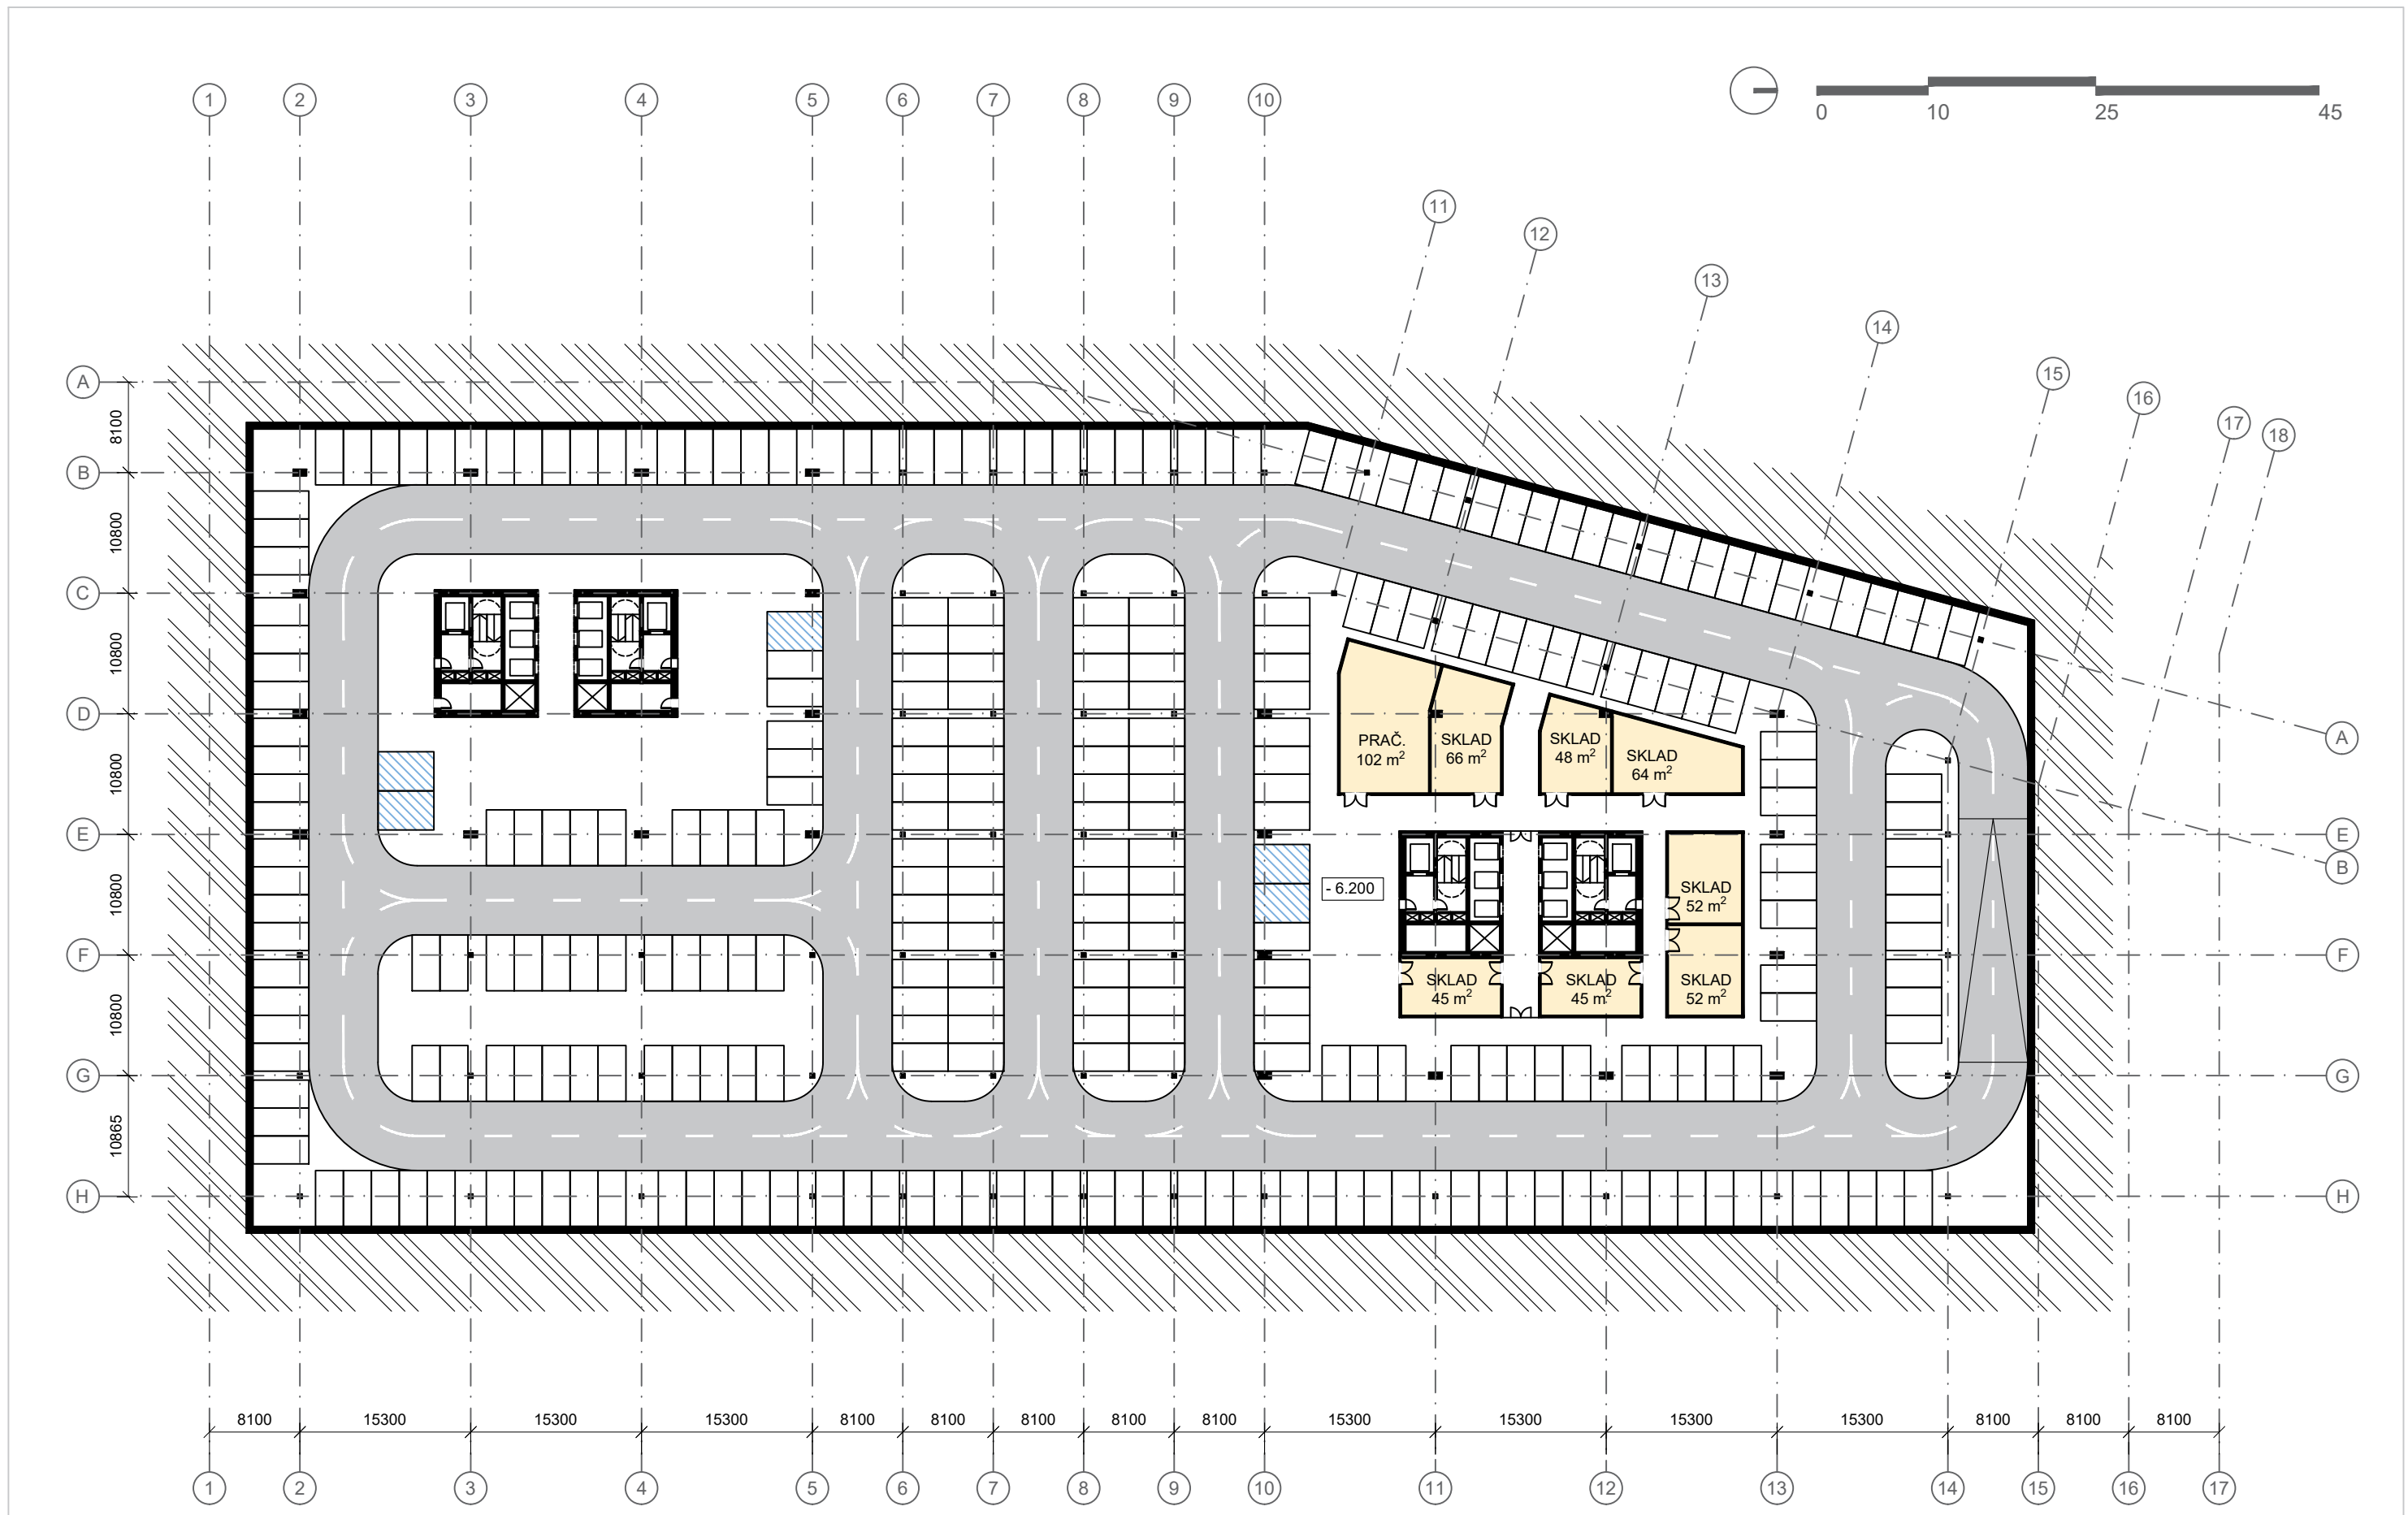 1 2 3 4 5 6 7 8 9 10
0 10 25 45
11
12
13
14
15
16
17
18
A
8100
B
10800
C
10800
D
10800
E
10800
F
10800
G
10865
H
PRAČ.
102 m²
SKLAD
66 m²
SKLAD
48 m²
SKLAD
64 m²
- 6.200
SKLAD
52 m²
SKLAD
45 m²
SKLAD
45 m²
SKLAD
52 m²
A
E
B
F
G
H
8100 15300 15300 15300 8100 8100 8100 8100 8100 15300 15300 15300 15300 8100 8100 8100
1 2 3 4 5 6 7 8 9 10 11 12 13 14 15 16 17